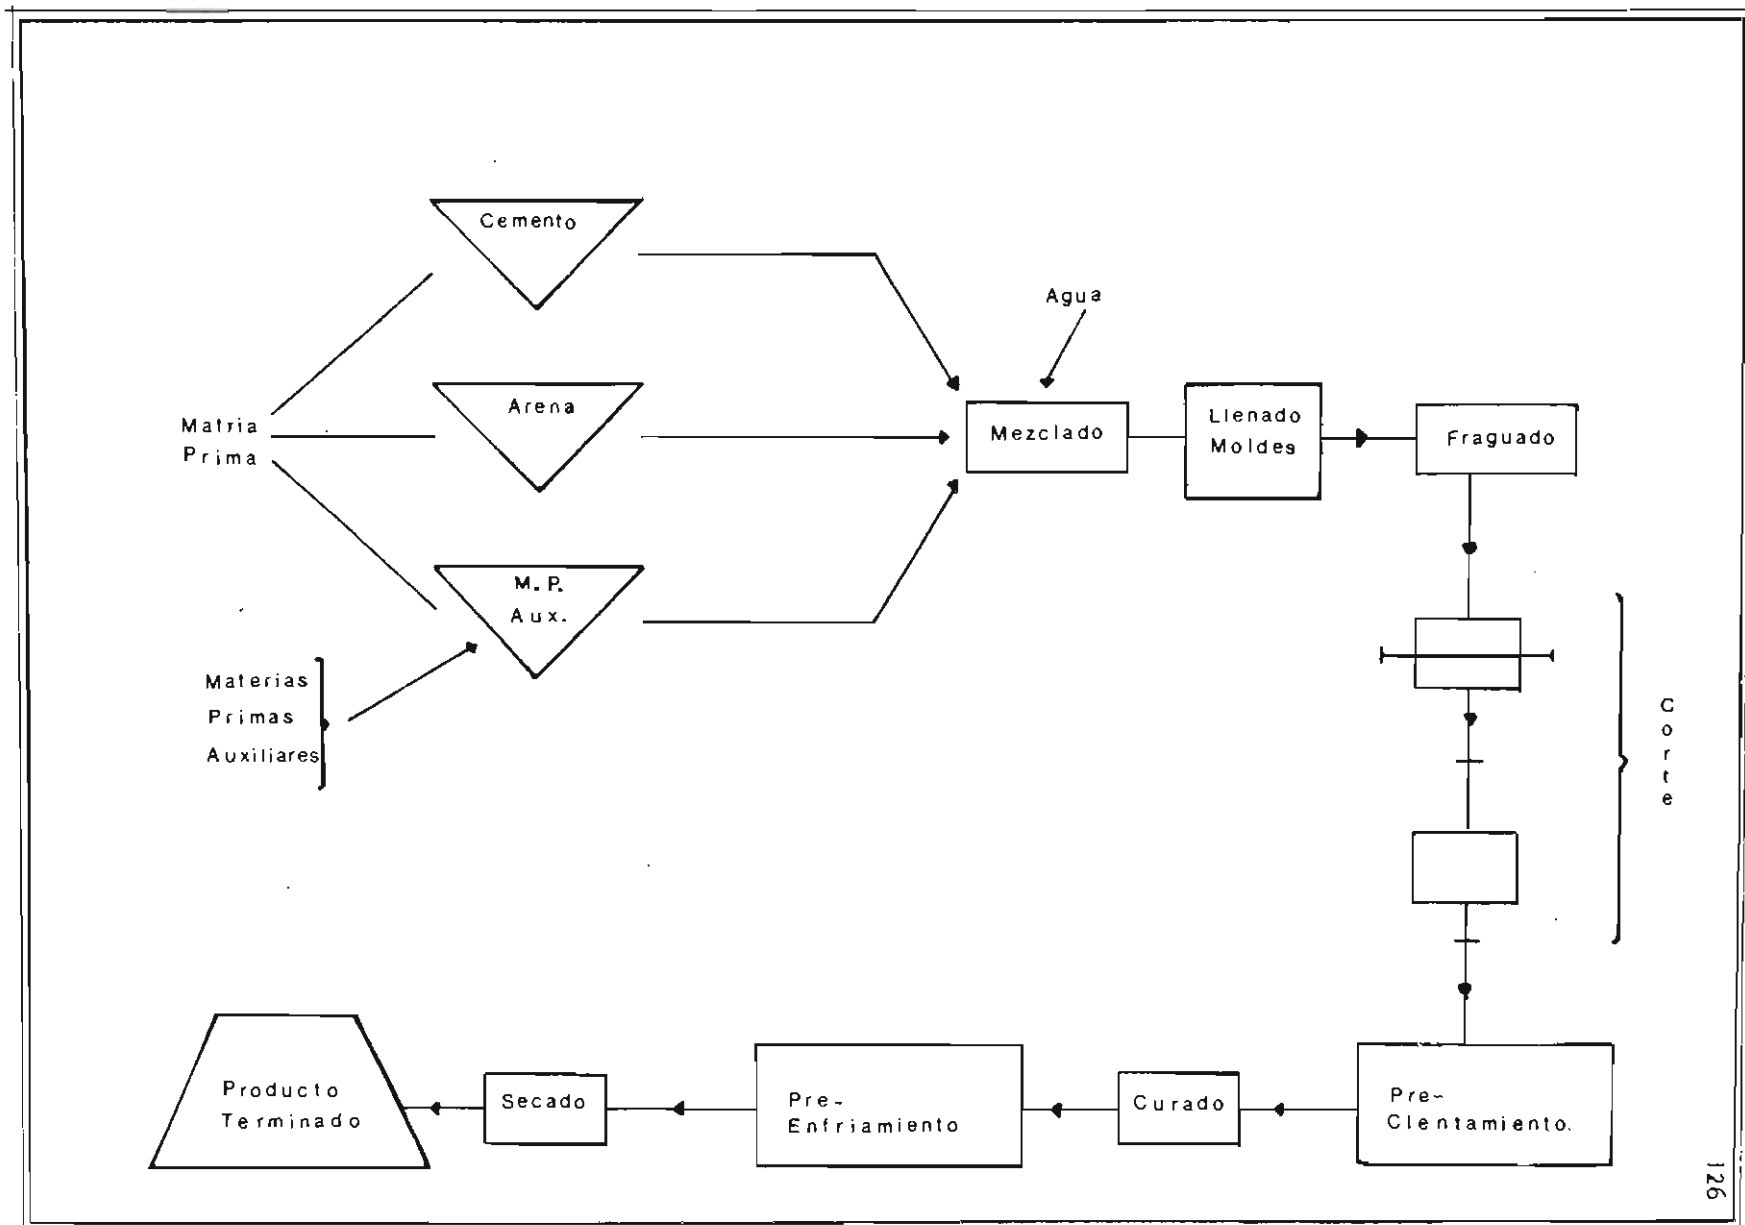 Cemento
Agua
Matria
Prima
Arena
Mezclado
Llenado
Moldes
Fraguado
M. P.
Aux.
Materias
Primas
Auxiliares
Corte
Pre-
Clentamiento.
Curado
Pre-
Enfriamiento
Secado
Producto
Terminado
126